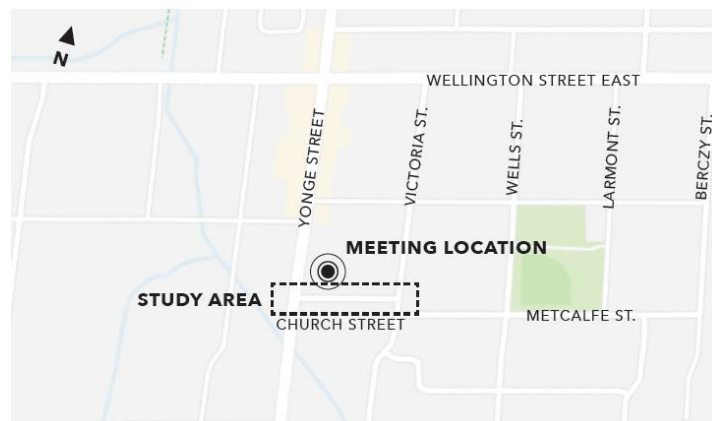 N
WELLINGTON STREET EAST
YONGE STREET
VICTORIA ST.
WELLS ST.
LARMONT ST.
BERCZY ST.
MEETING LOCATION
STUDY AREA
CHURCH STREET
METCALFE ST.